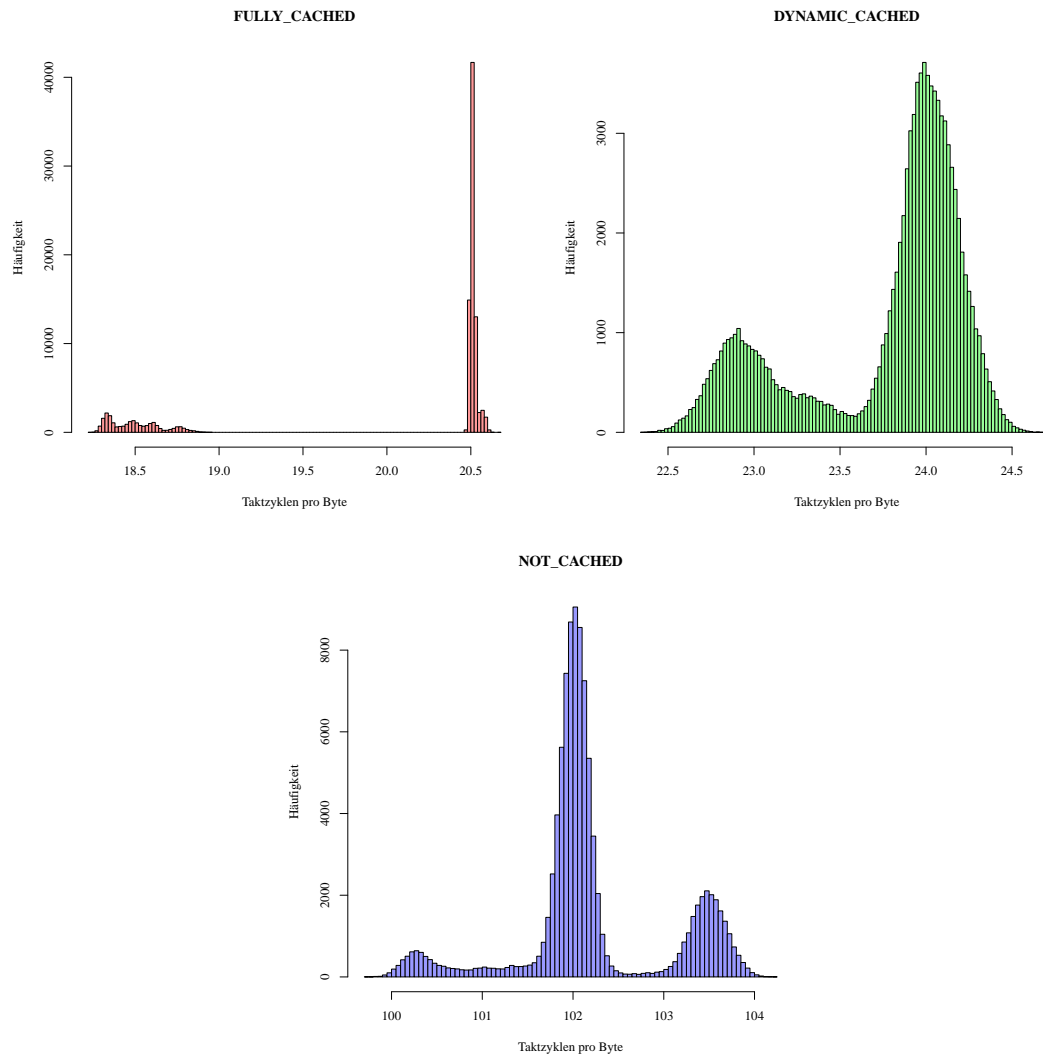 FULLY_CACHED
Häufigkeit
0 10000 20000 30000 40000
18.5 19.0 19.5 20.0 20.5
Taktzyklen pro Byte
DYNAMIC_CACHED
Häufigkeit
0 1000 2000 3000
22.5 23.0 23.5 24.0 24.5
Taktzyklen pro Byte
NOT_CACHED
Häufigkeit
0 2000 4000 6000 8000
100 101 102 103 104
Taktzyklen pro Byte